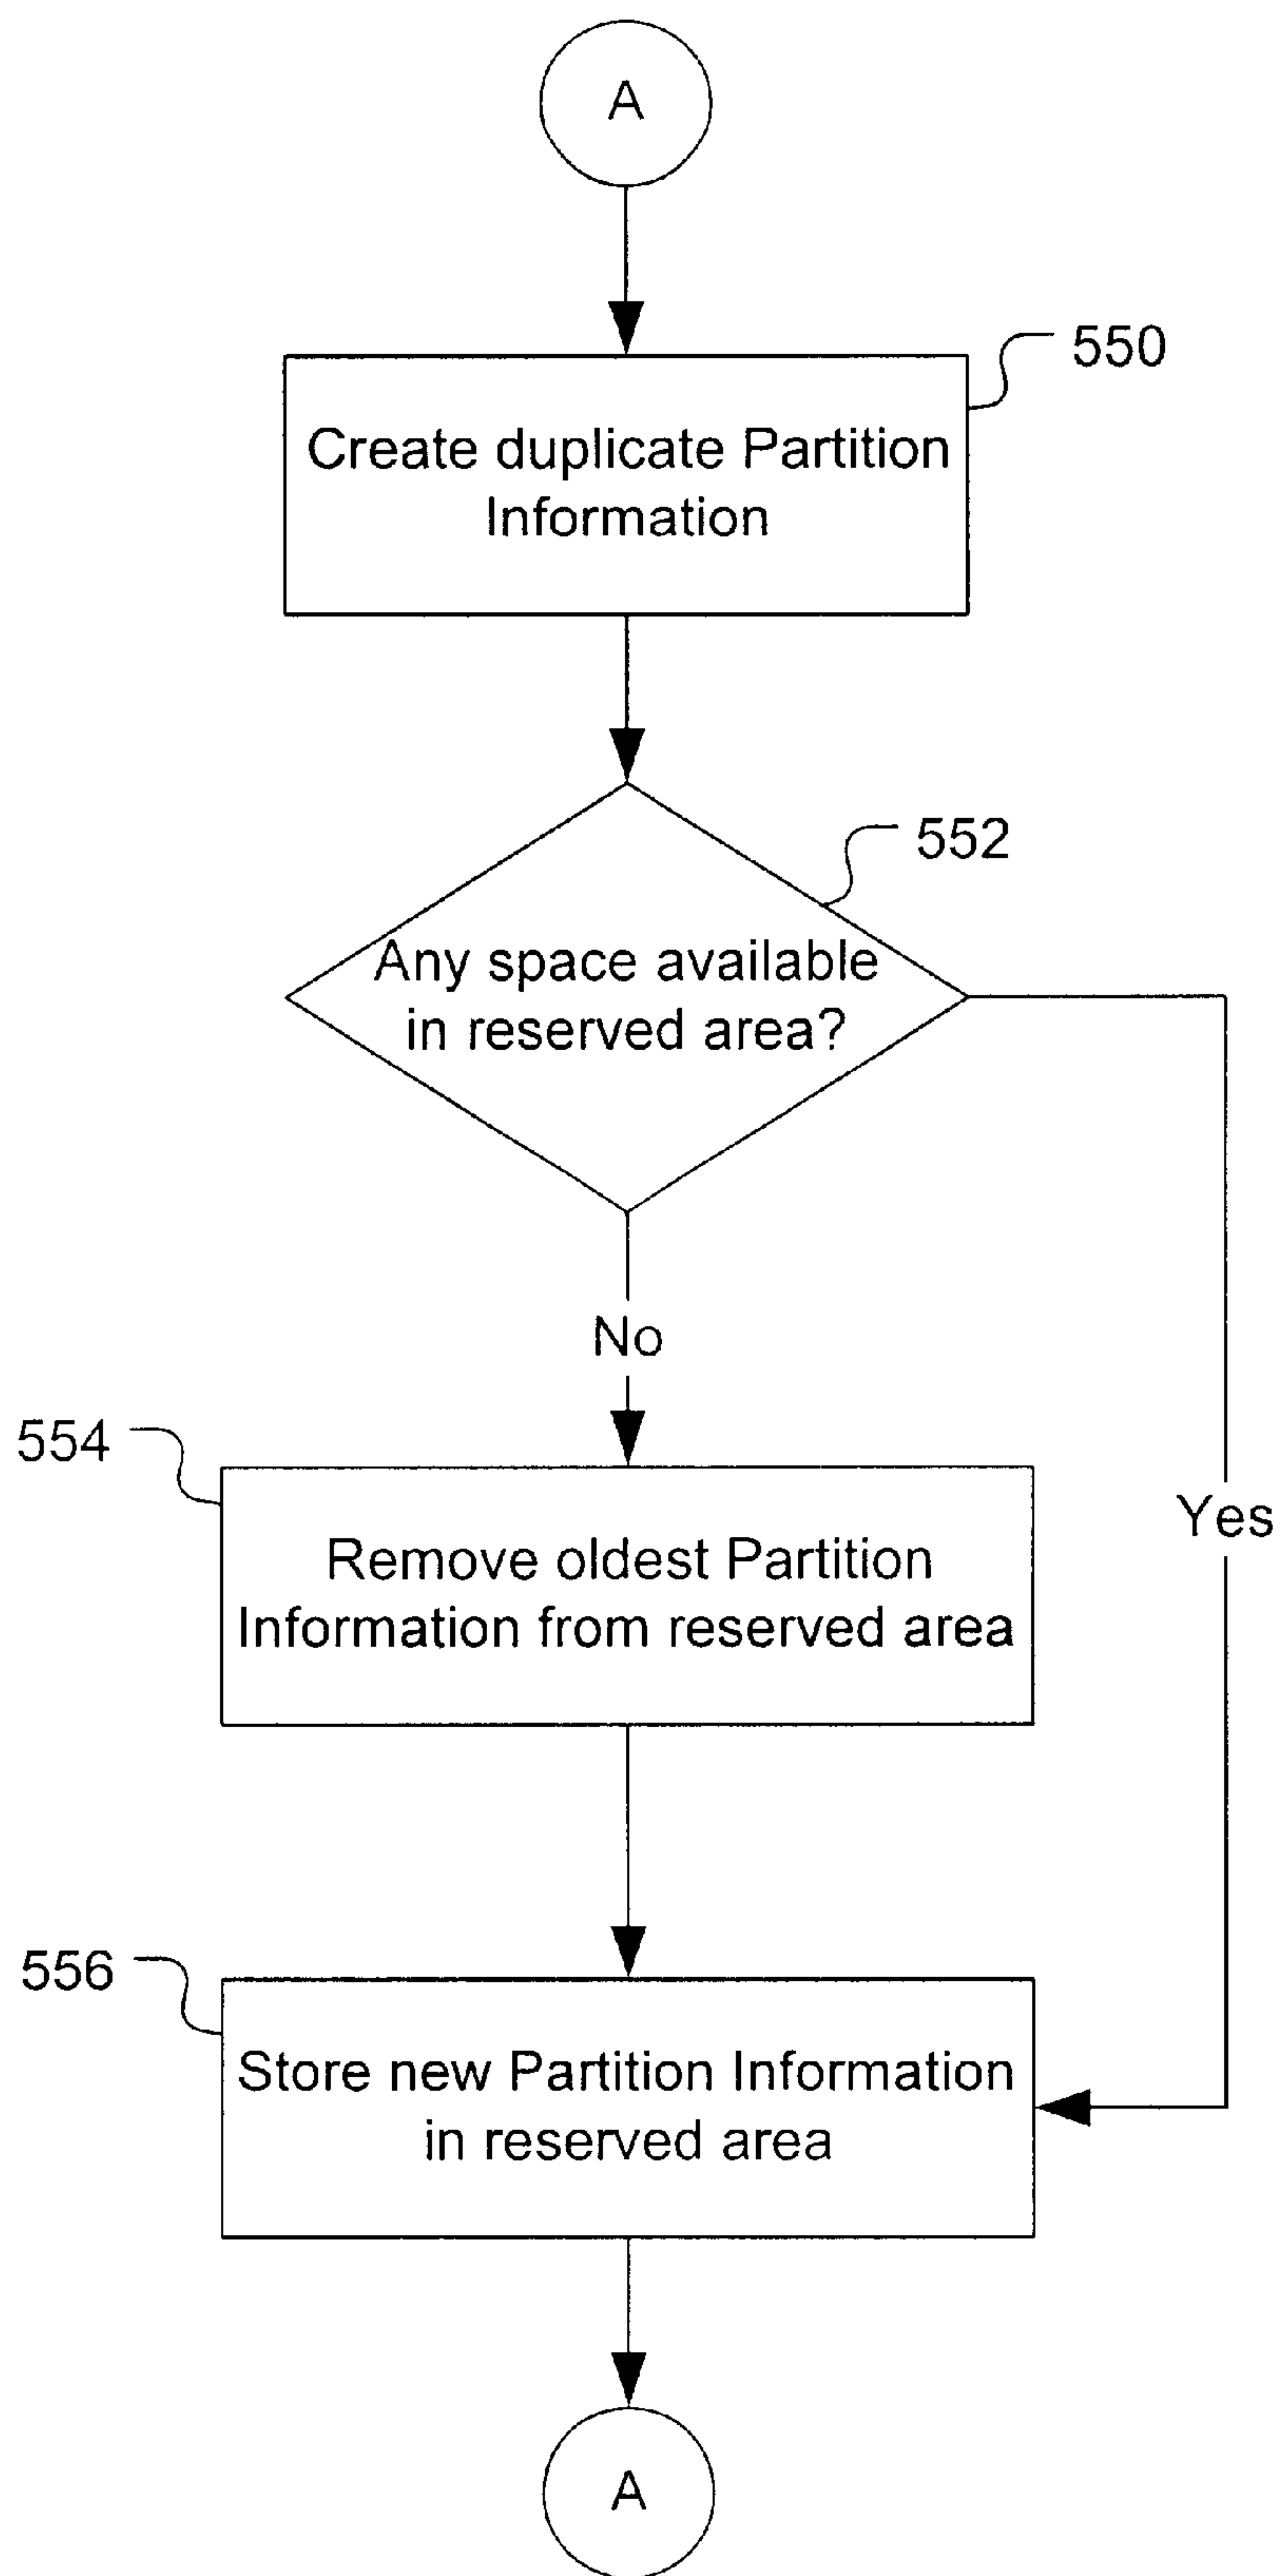 A
550
Create duplicate Partition
Information
552
Any space available
in reserved area?
No
554
Yes
Remove oldest Partition
Information from reserved area
556
Store new Partition Information
in reserved area
A